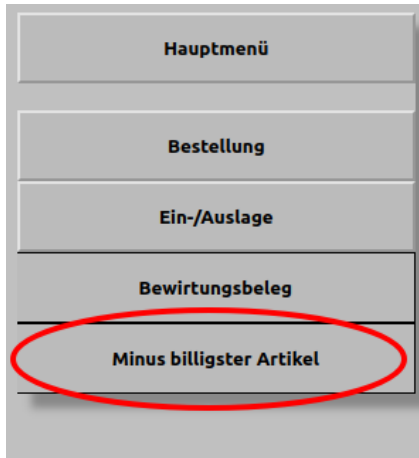 Hauptmenü
Bestellung
Ein-/Auslage
Bewirtungsbeleg
Minus billigster Artikel